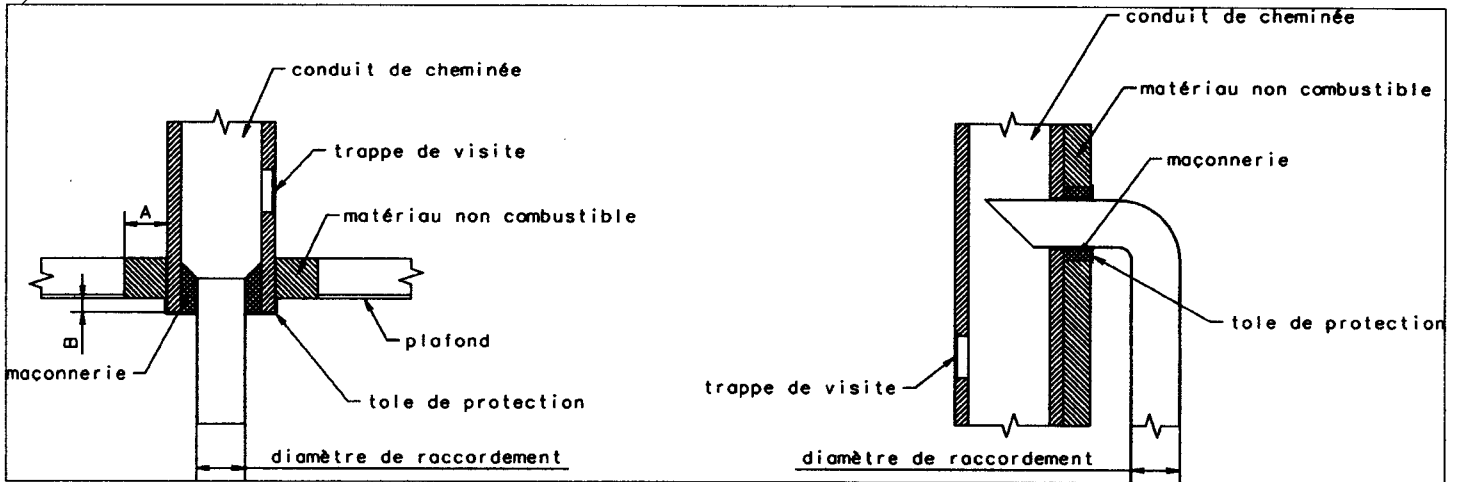 conduit de cheminée
trappe de visite
A
matériau non combustible
B
plafond
maçonnerie
tole de protection
diamètre de raccordement
conduit de cheminée
matériau non combustible
maçonnerie
tole de protection
trappe de visite
diamètre de raccordement